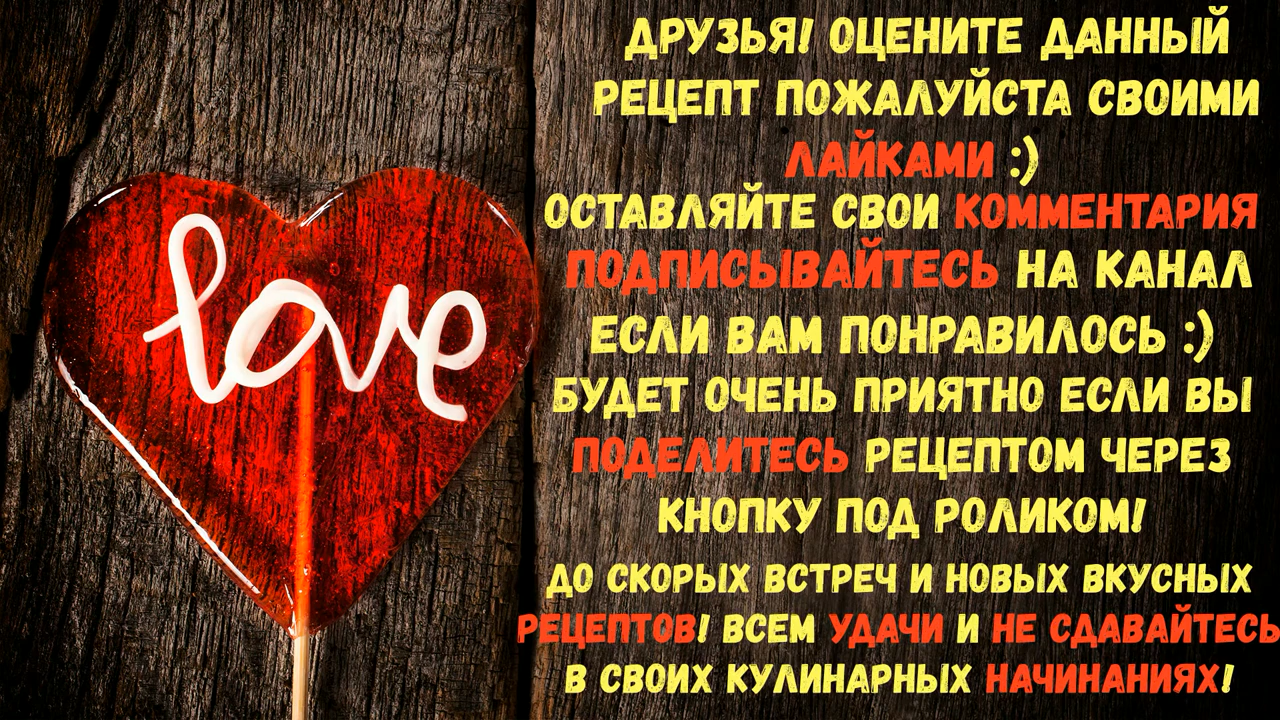 love
ДРУЗЬЯ! ОЦЕНИТЕ ДАННЫЙ
РЕЦЕПТ ПОЖАЛУЙСТА СВОИМИ
ЛАЙКАМИ :)
ОСТАВЛЯЙТЕ СВОИ КОММЕНТАРИЯ
ПОДПИСЫВАЙТЕСЬ НА КАНАЛ
ЕСЛИ ВАМ ПОНРАВИЛОСЬ :)
БУДЕТ ОЧЕНЬ ПРИЯТНО ЕСЛИ ВЫ
ПОДЕЛИТЕСЬ РЕЦЕПТОМ ЧЕРЕЗ
КНОПКУ ПОД РОЛИКОМ!
ДО СКОРЫХ ВСТРЕЧ И НОВЫХ ВКУСНЫХ
РЕЦЕПТОВ! ВСЕМ УДАЧИ И НЕ СДАВАЙТЕСЬ
В СВОИХ КУЛИНАРНЫХ НАЧИНАНИЯХ!